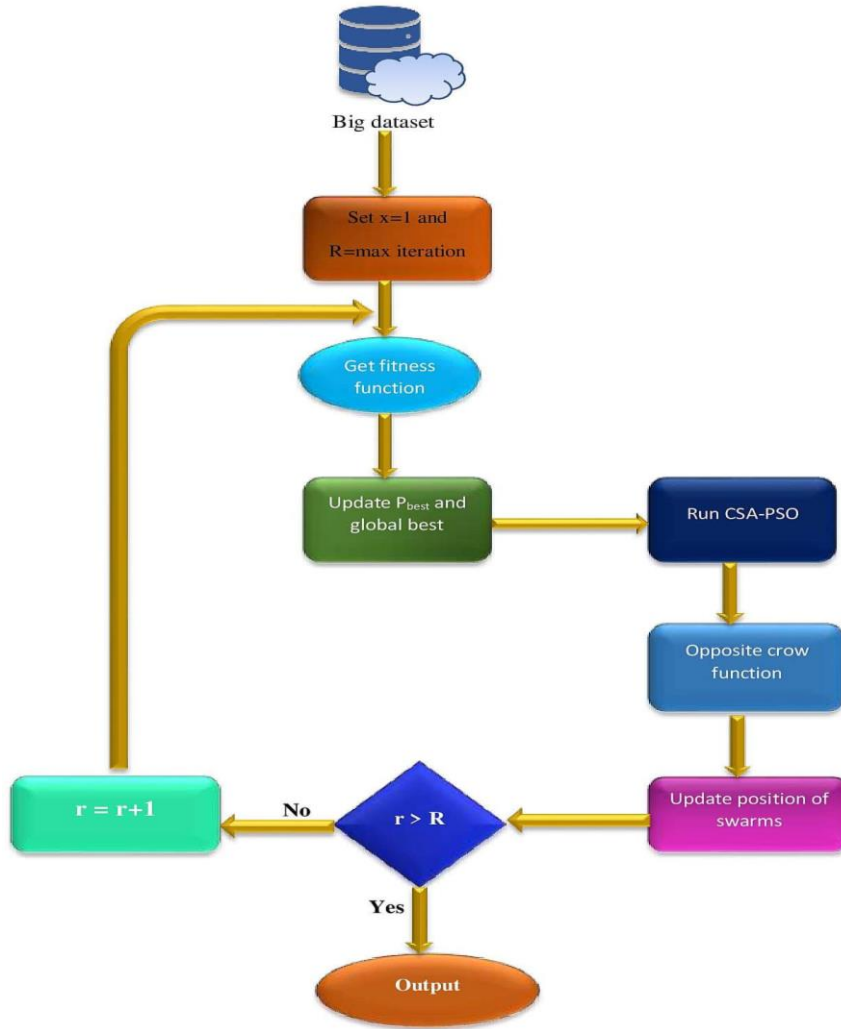 Big dataset
Set x=1 and
R=max iteration
Get fitness
function
Update Pbest and
global best
Run CSA-PSO
Opposite crow
function
Update position of
swarms
r > R
No
r = r+1
Yes
Output